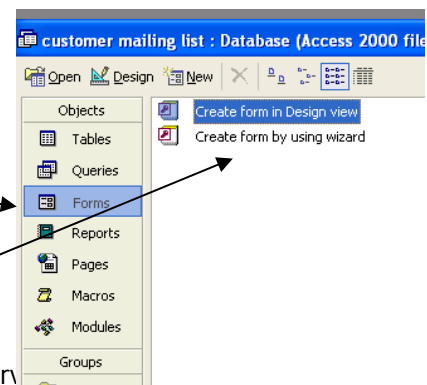 customer mailing list : Database (Access 2000 file
Open Design New
Objects
Create form in Design view
Tables
Create form by using wizard
Queries
Forms
Reports
Pages
Macros
Modules
Groups